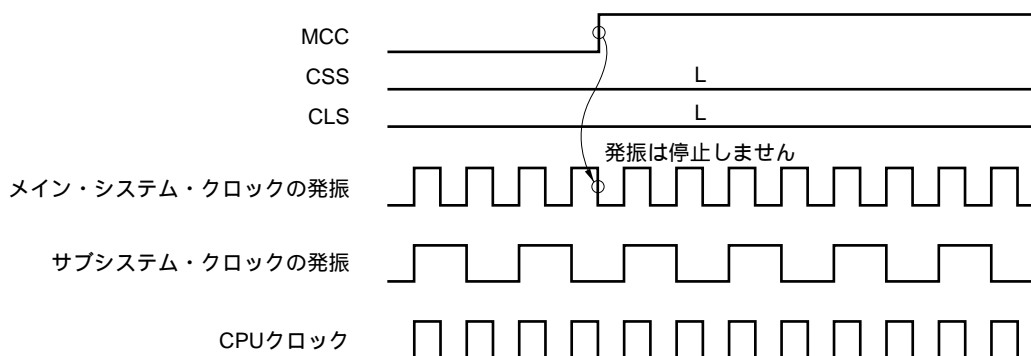 MCC
CSS
L
CLS
L
発振は停止しません
メイン・システム・クロックの発振
サブシステム・クロックの発振
CPUクロック